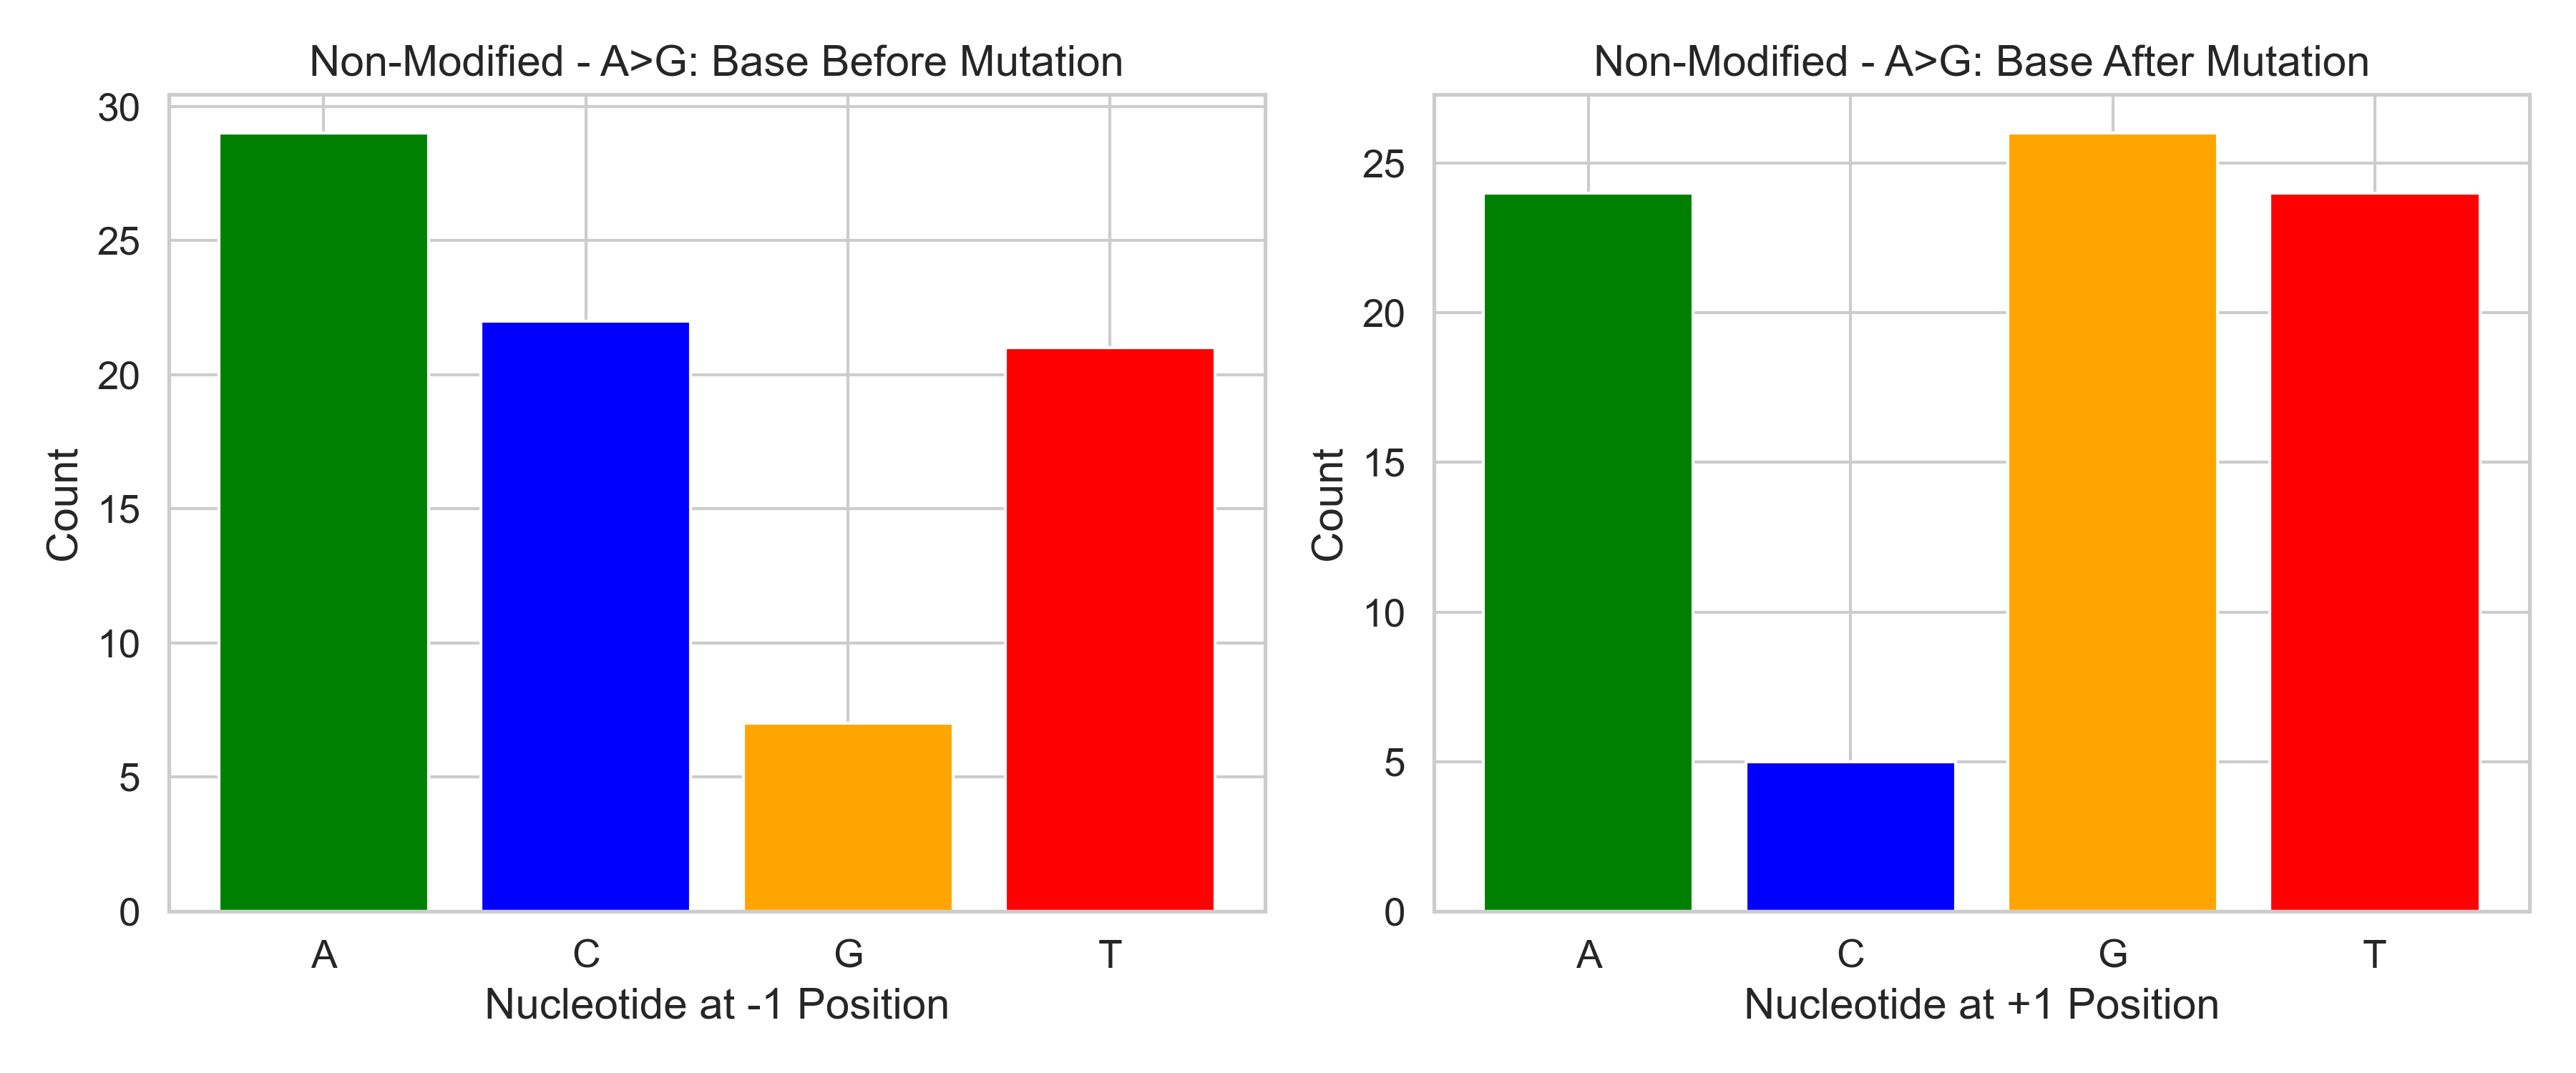 Non-Modified - A>G: Base Before Mutation
30
25
20
15
10
5
0
Count
A C G T
Nucleotide at -1 Position
Non-Modified - A>G: Base After Mutation
25
20
15
10
5
0
Count
A C G T
Nucleotide at +1 Position